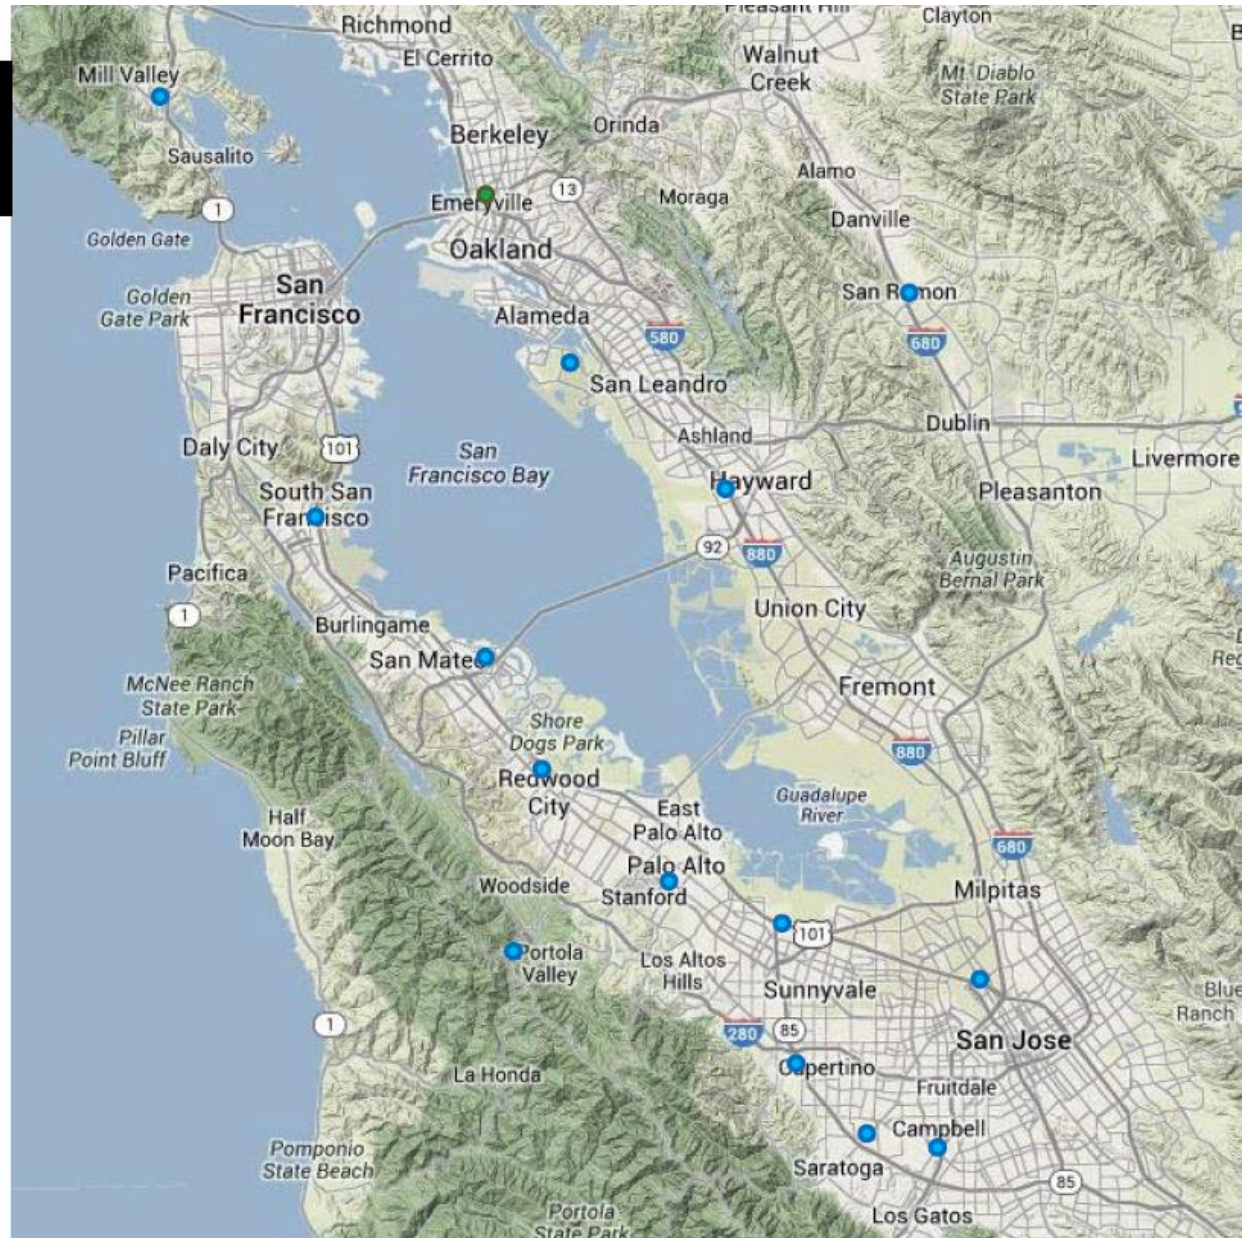 Richmond
El Cerrito
Pleasant Hill
Clayton
Mill Valley
Walnut
Creek
Mt. Diablo
State Park
Berkeley
Orinda
Sausalito
Alamo
13
Moraga
Emeryville
1
Danville
Golden Gate
Oakland
San
Francisco
Golden
Gate Park
San Ramon
Alameda
580
680
San Leandro
Dublin
Ashland
Daly City
101
San
Francisco Bay
Livermore
Hayward
South San
Francisco
Pleasanton
92
880
Augustin
Bernal Park
Pacifica
1
Union City
Burlingame
San Mateo
McNee Ranch
State Park
Fremont
Shore
Dogs Park
Pillar
Point Bluff
880
Redwood
City
Guadalupe
River
East
Palo Alto
Half
Moon Bay
680
Palo Alto
Woodside
Stanford
Milpitas
101
Portola
Valley
Los Altos
Hills
Sunnyvale
Blue
Ranch
1
280
85
San Jose
Cupertino
La Honda
Fruitdale
Campbell
Pomponio
State Beach
Saratoga
85
Portola
State Park
Los Gatos